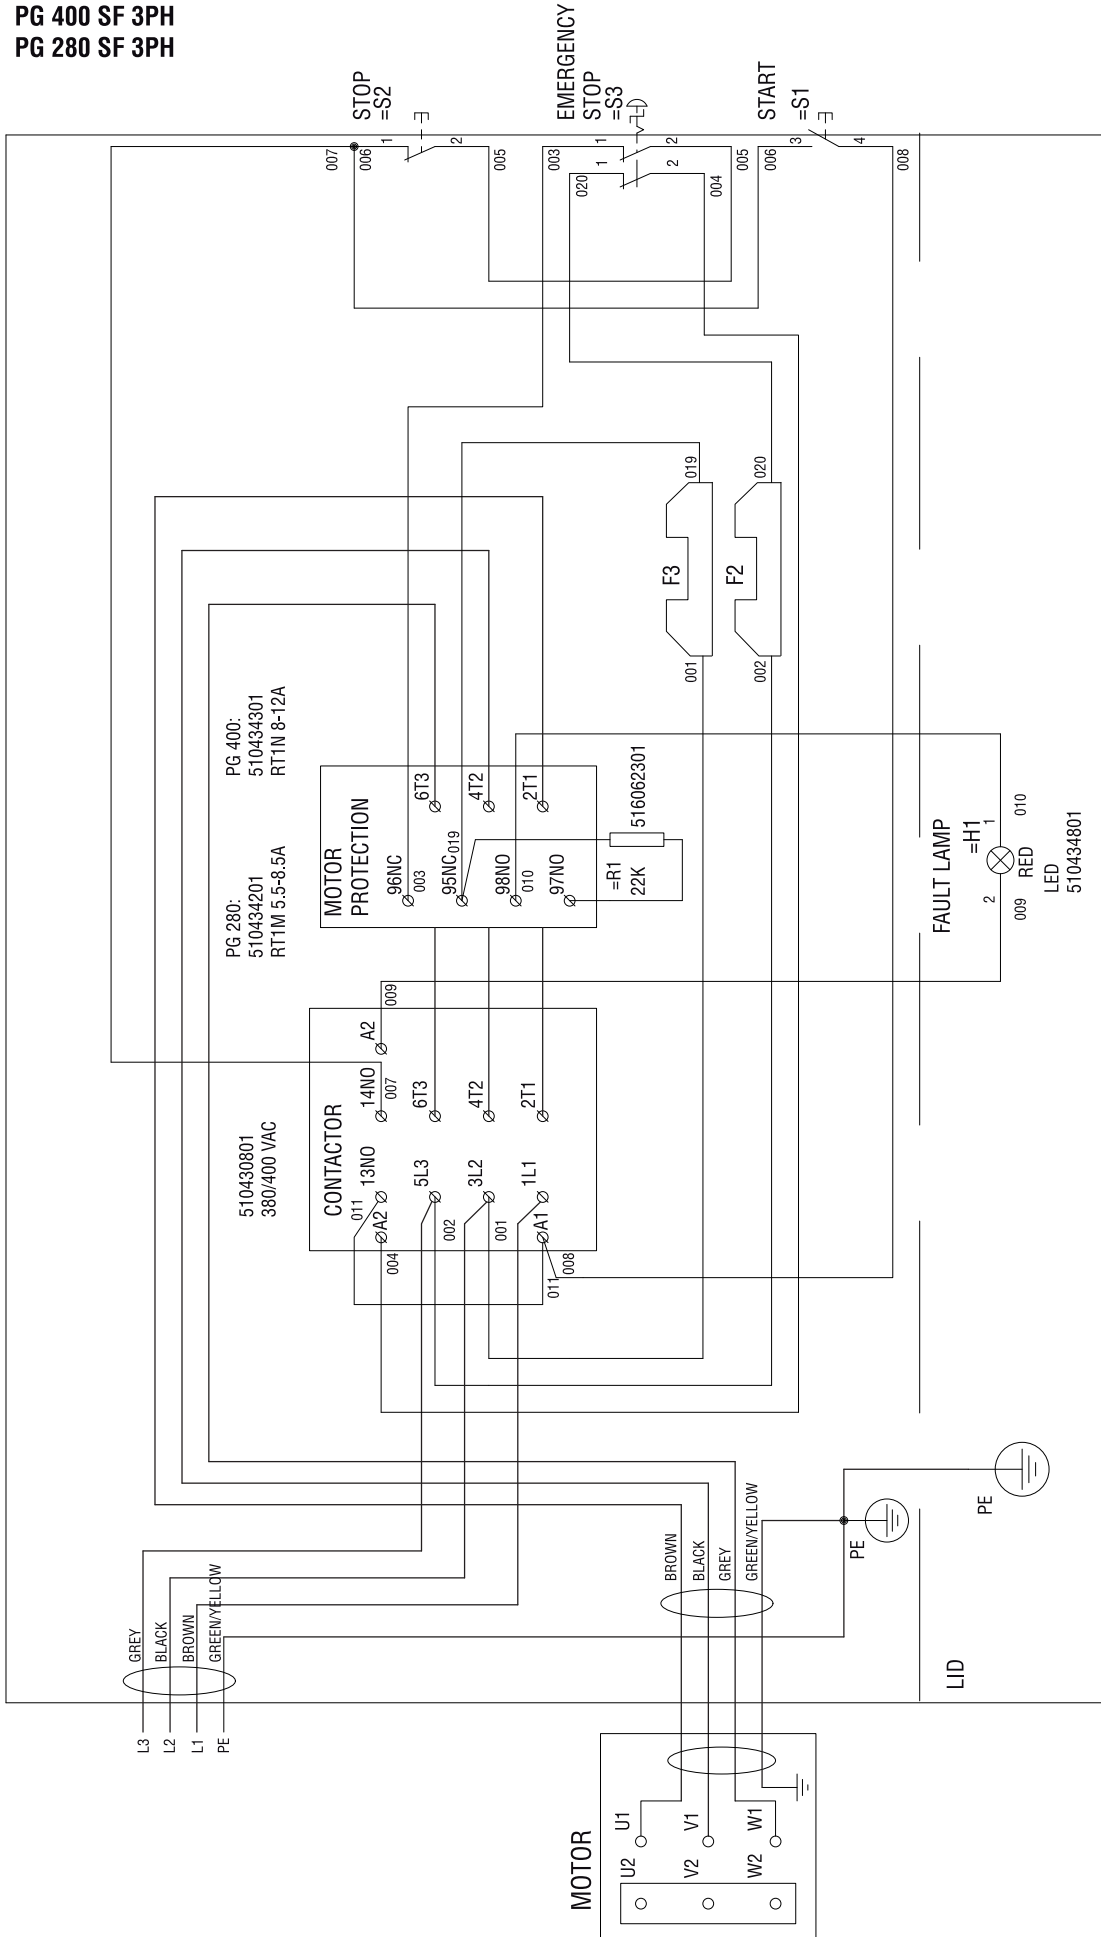 PG 400 SF 3PH
PG 280 SF 3PH
L3
L2
L1
PE
GREY
BLACK
BROWN
GREEN/YELLOW
MOTOR
U2
U1
V2
V1
W2
W1
BROWN
BLACK
GREY
GREEN/YELLOW
PE
PE
LID
510430801
380/400 VAC
CONTACTOR
011
13NO
14NO
007
A2
009
A2
004
5L3
002
6T3
3L2
001
4T2
1L1
2T1
A1
008
011
PG 280:
510434201
RT1M 5.5-8.5A
PG 400:
510434301
RT1N 8-12A
MOTOR
PROTECTION
96NC
003
95NC
019
98NO
010
97NO
6T3
4T2
2T1
=R1
22K
516062301
001
F3
019
002
F2
020
FAULT LAMP
=H1
2
1
009
010
RED
LED
510434801
STOP
=S2
007
006
1
2
005
EMERGENCY
STOP
=S3
003
1
2
005
020
1
2
004
START
=S1
006
3
4
008